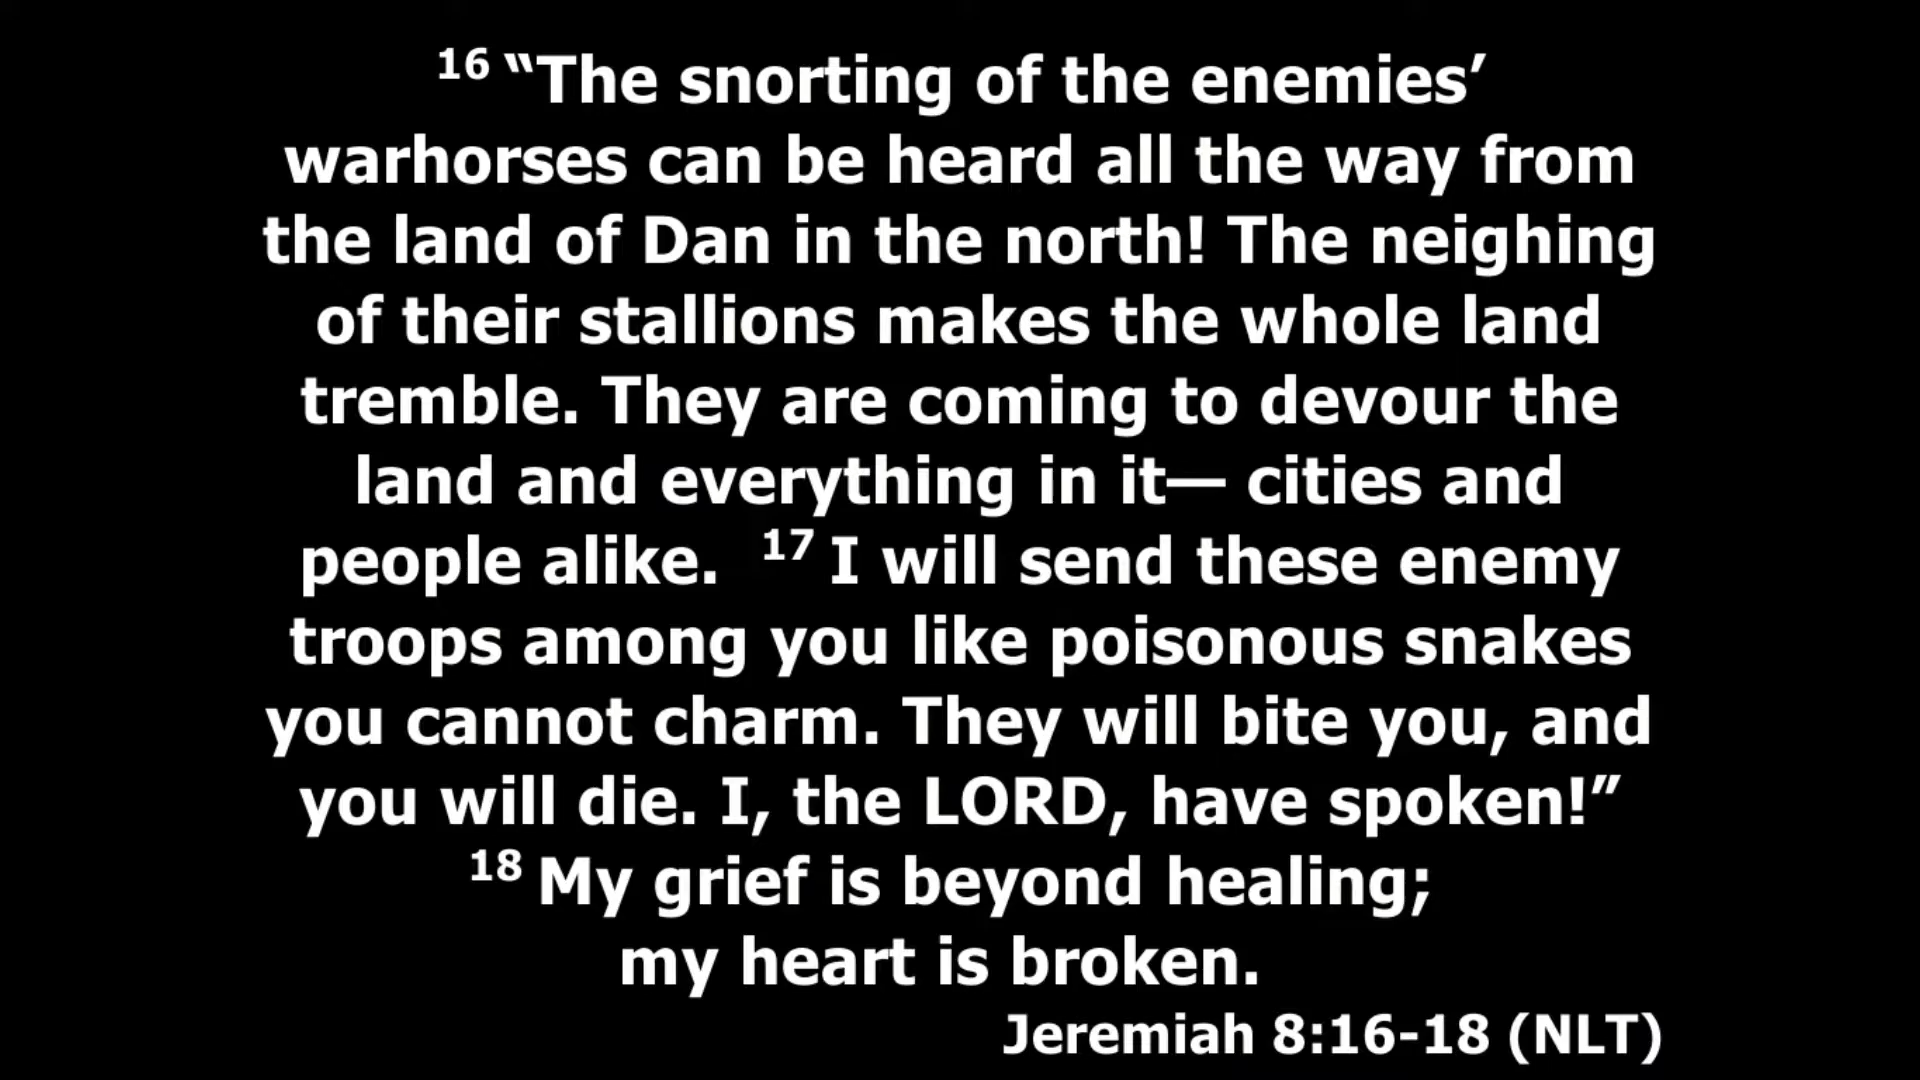 16 “The snorting of the enemies’
warhorses can be heard all the way from
the land of Dan in the north! The neighing
of their stallions makes the whole land
tremble. They are coming to devour the
land and everything in it— cities and
people alike.  17 I will send these enemy
troops among you like poisonous snakes
you cannot charm. They will bite you, and
you will die. I, the LORD, have spoken!”
18 My grief is beyond healing;
my heart is broken.
Jeremiah 8:16-18 (NLT)